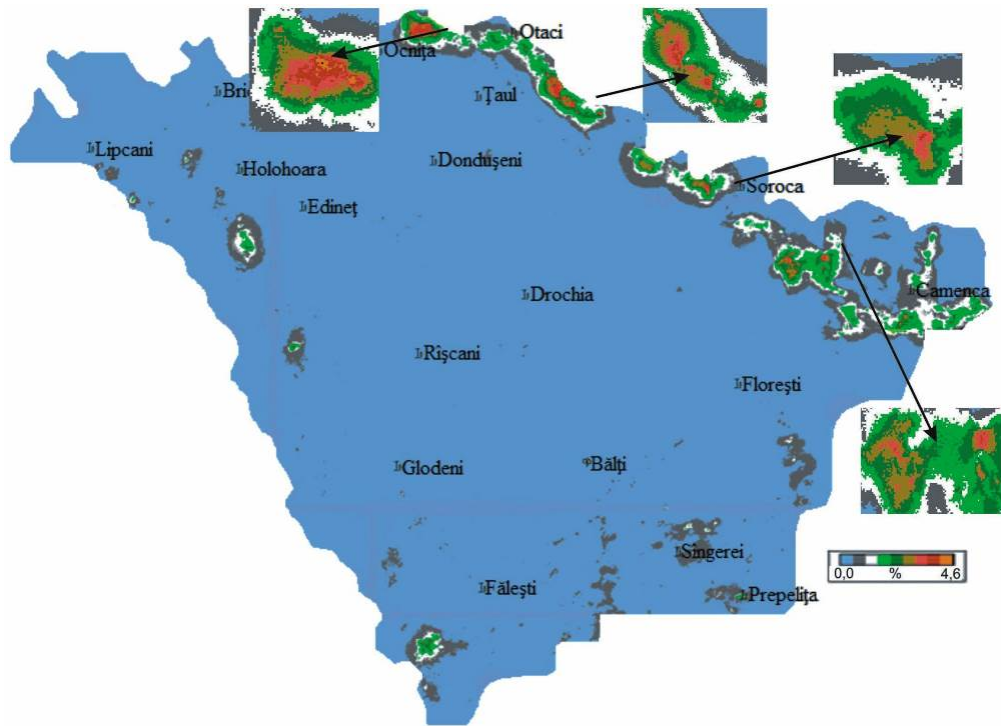 Otaci
Ocnița
Bri
Țaul
Lipcani
Holohoara
Dondușeni
Edineț
Soroca
Drochia
Camenca
Rîșcani
Florești
Glodeni
Bălți
Sîngerei
0,0 % 4,6
Fălești
Prepelița